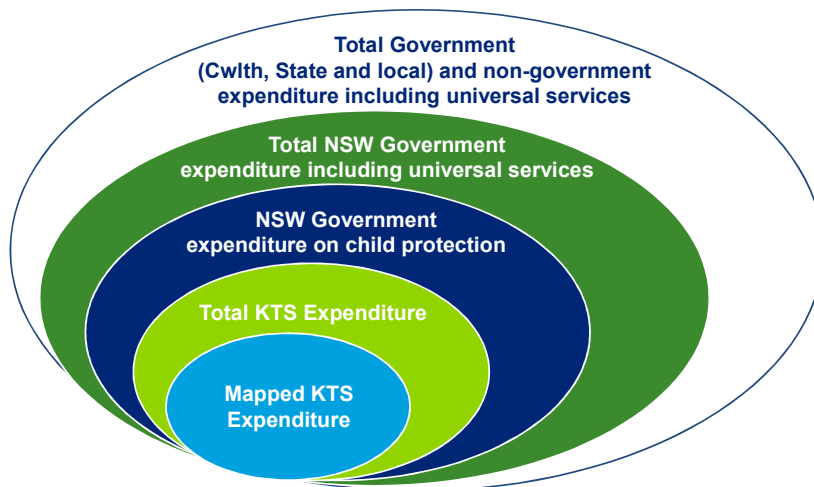 Total Government
(Cwlth, State and local) and non-government
expenditure including universal services
Total NSW Government
expenditure including universal services
NSW Government
expenditure on child protection
Total KTS Expenditure
Mapped KTS
Expenditure